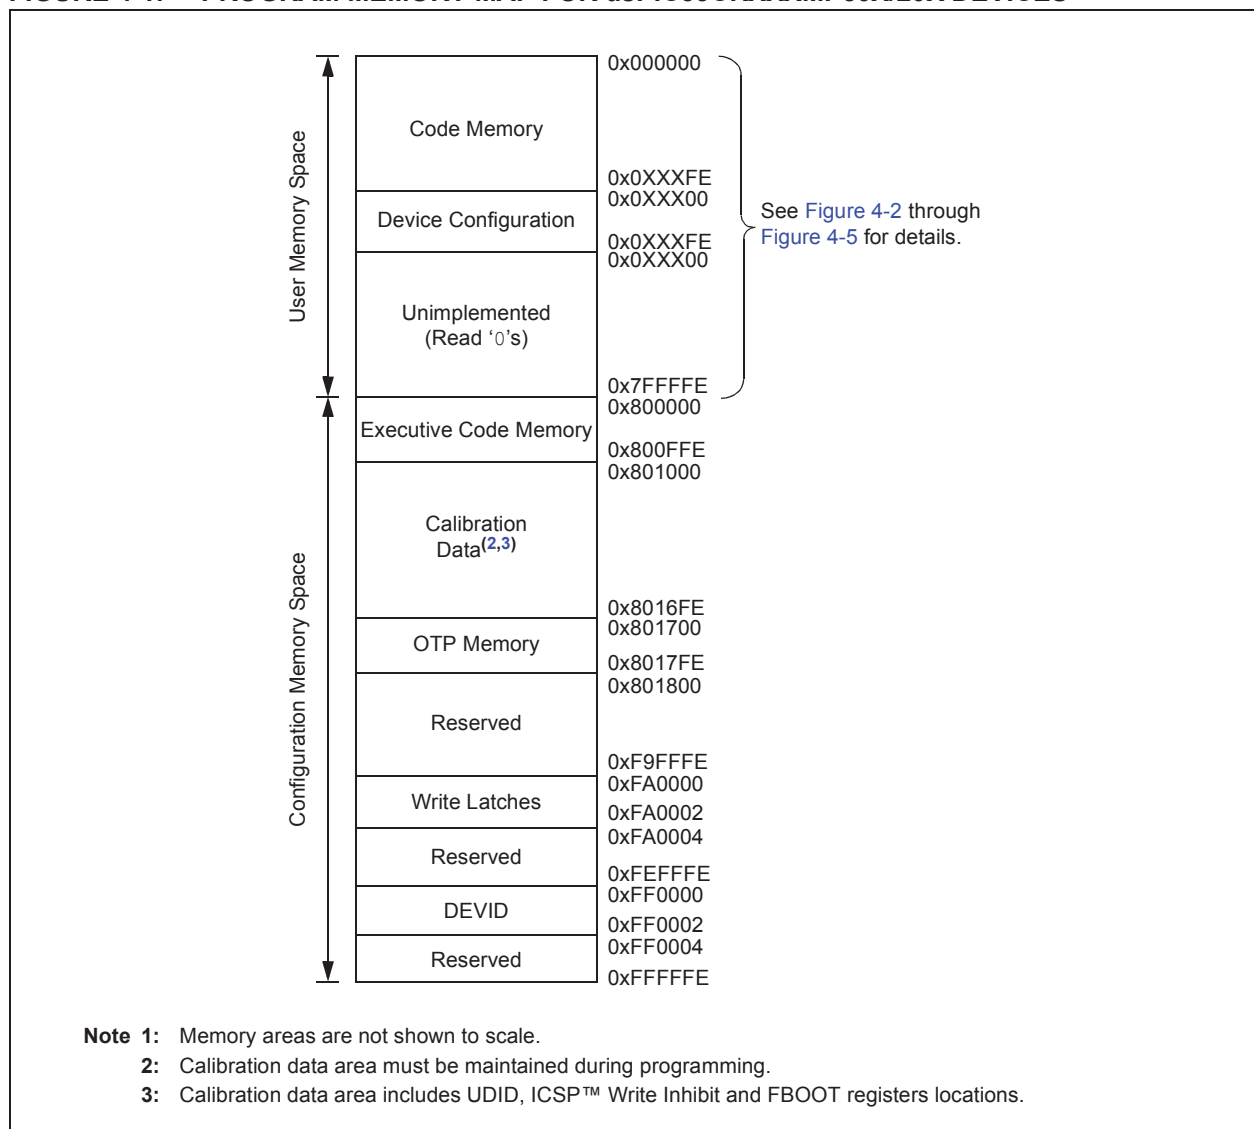 0x000000
Code Memory
0x0XXXFE
0x0XXX00
Device Configuration
0x0XXXFE
0x0XXX00
Unimplemented
(Read ‘0’s)
0x7FFFFE
User Memory Space
See Figure 4-2 through
Figure 4-5 for details.
0x800000
Executive Code Memory
0x800FFE
0x801000
Calibration
Data(2,3)
0x8016FE
0x801700
OTP Memory
0x8017FE
0x801800
Reserved
0xF9FFFE
0xFA0000
Write Latches
0xFA0002
0xFA0004
Reserved
0xFEFFFE
0xFF0000
DEVID
0xFF0002
0xFF0004
Reserved
0xFFFFFE
Configuration Memory Space
Note 1: Memory areas are not shown to scale.
2: Calibration data area must be maintained during programming.
3: Calibration data area includes UDID, ICSP™ Write Inhibit and FBOOT registers locations.